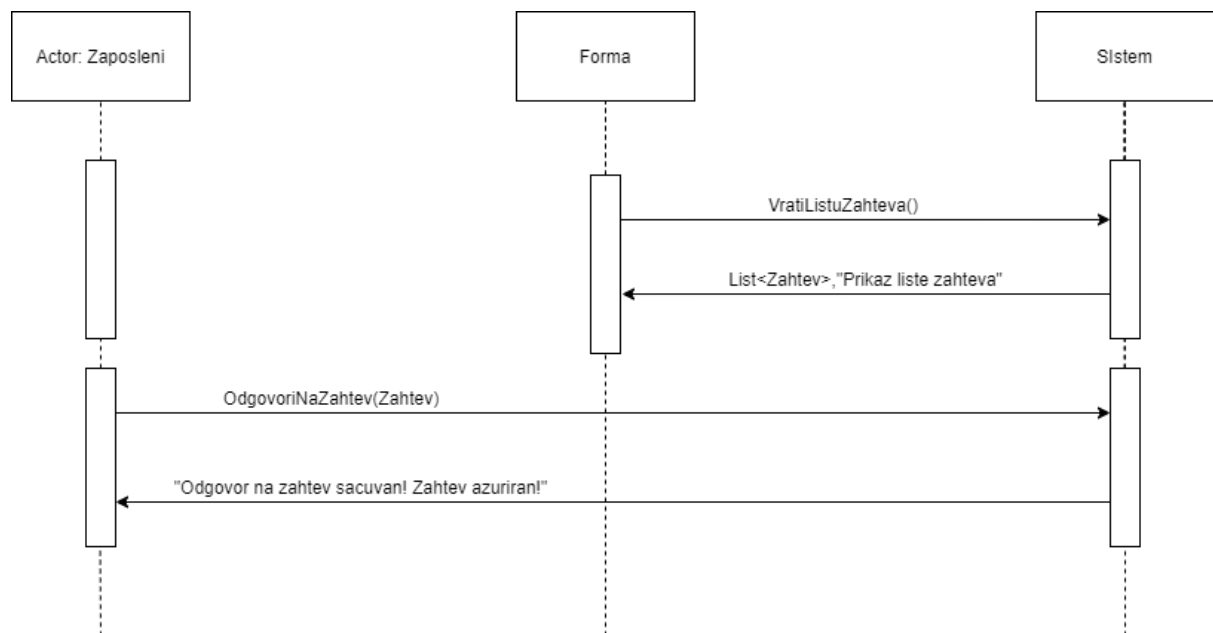 Actor: Zaposleni
Forma
SIstem
VratiListuZahteva()
List<Zahtev>,"Prikaz liste zahteva"
OdgovoriNaZahtev(Zahtev)
"Odgovor na zahtev sacuvan! Zahtev azuriran!"